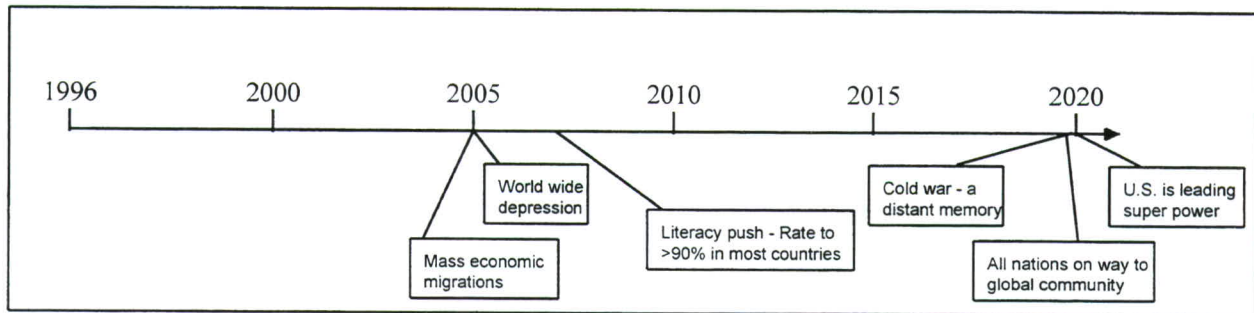 1996 2000 2005 2010 2015 2020
World wide
depression
Mass economic
migrations
Literacy push - Rate to
>90% in most countries
Cold war - a
distant memory
All nations on way to
global community
U.S. is leading
super power